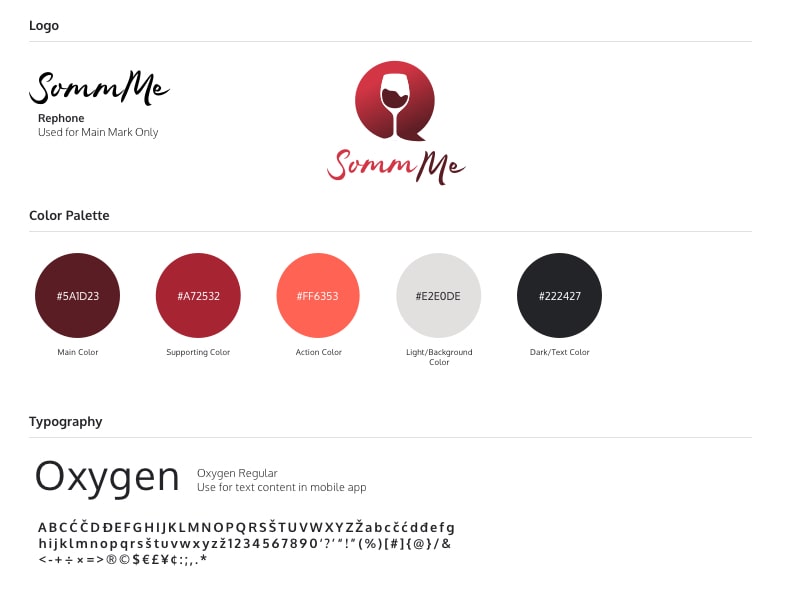 Logo
SommMe
Rephone
Used for Main Mark Only
SommMe
Color Palette
#5A1D23
#A72532
#FF6353
#E2E0DE
#222427
Main Color
Supporting Color
Action Color
Light/Background
Color
Dark/Text Color
Typography
Oxygen
Oxygen Regular
Use for text content in mobile app
ABCĆČDĐEFGHIJKLMNOPQRSŠTUVWXYZŽabcčćdđefg
hijklmnopqrsštuvwxyzž1234567890‘?’“!”(%)[#]{@}/&
<-+÷×=>®©$€£¥¢:;,.*